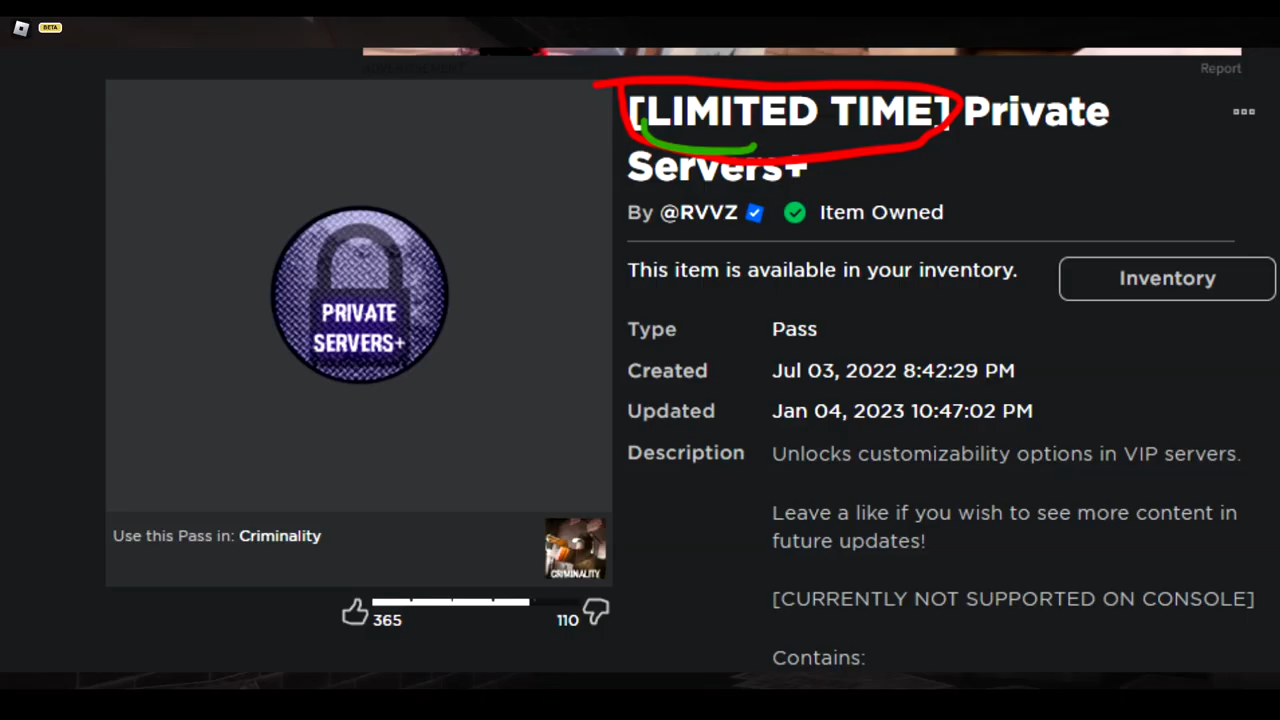 BETA
ADVERTISEMENT
Report
[LIMITED TIME] Private
Servers+
By @RVVZ Item Owned
This item is available in your inventory.
Inventory
Type Pass
Created Jul 03, 2022 8:42:29 PM
Updated Jan 04, 2023 10:47:02 PM
Description Unlocks customizability options in VIP servers.
Leave a like if you wish to see more content in
future updates!
[CURRENTLY NOT SUPPORTED ON CONSOLE]
Contains:
PRIVATE
SERVERS+
Use this Pass in: Criminality
CRIMINALITY
365 110